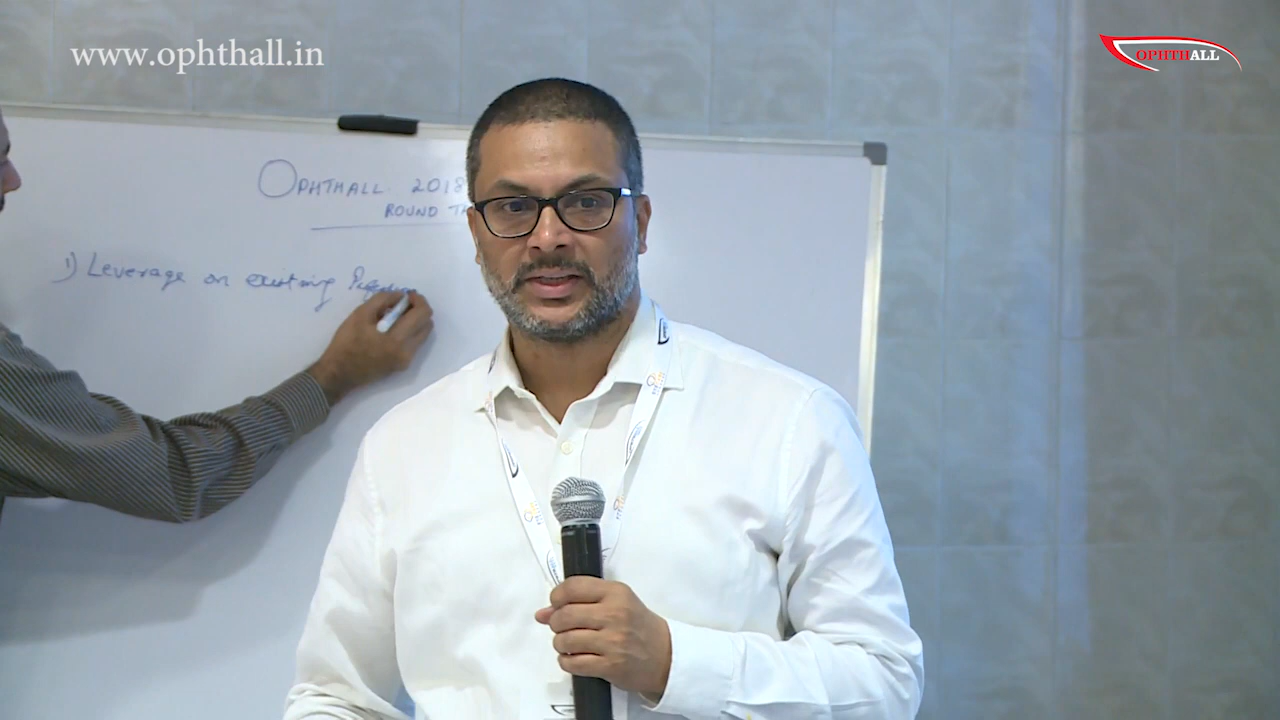 www.ophthall.in
OPHTHALL
OPHTHALL 2018
ROUND
1) Leverage on existing